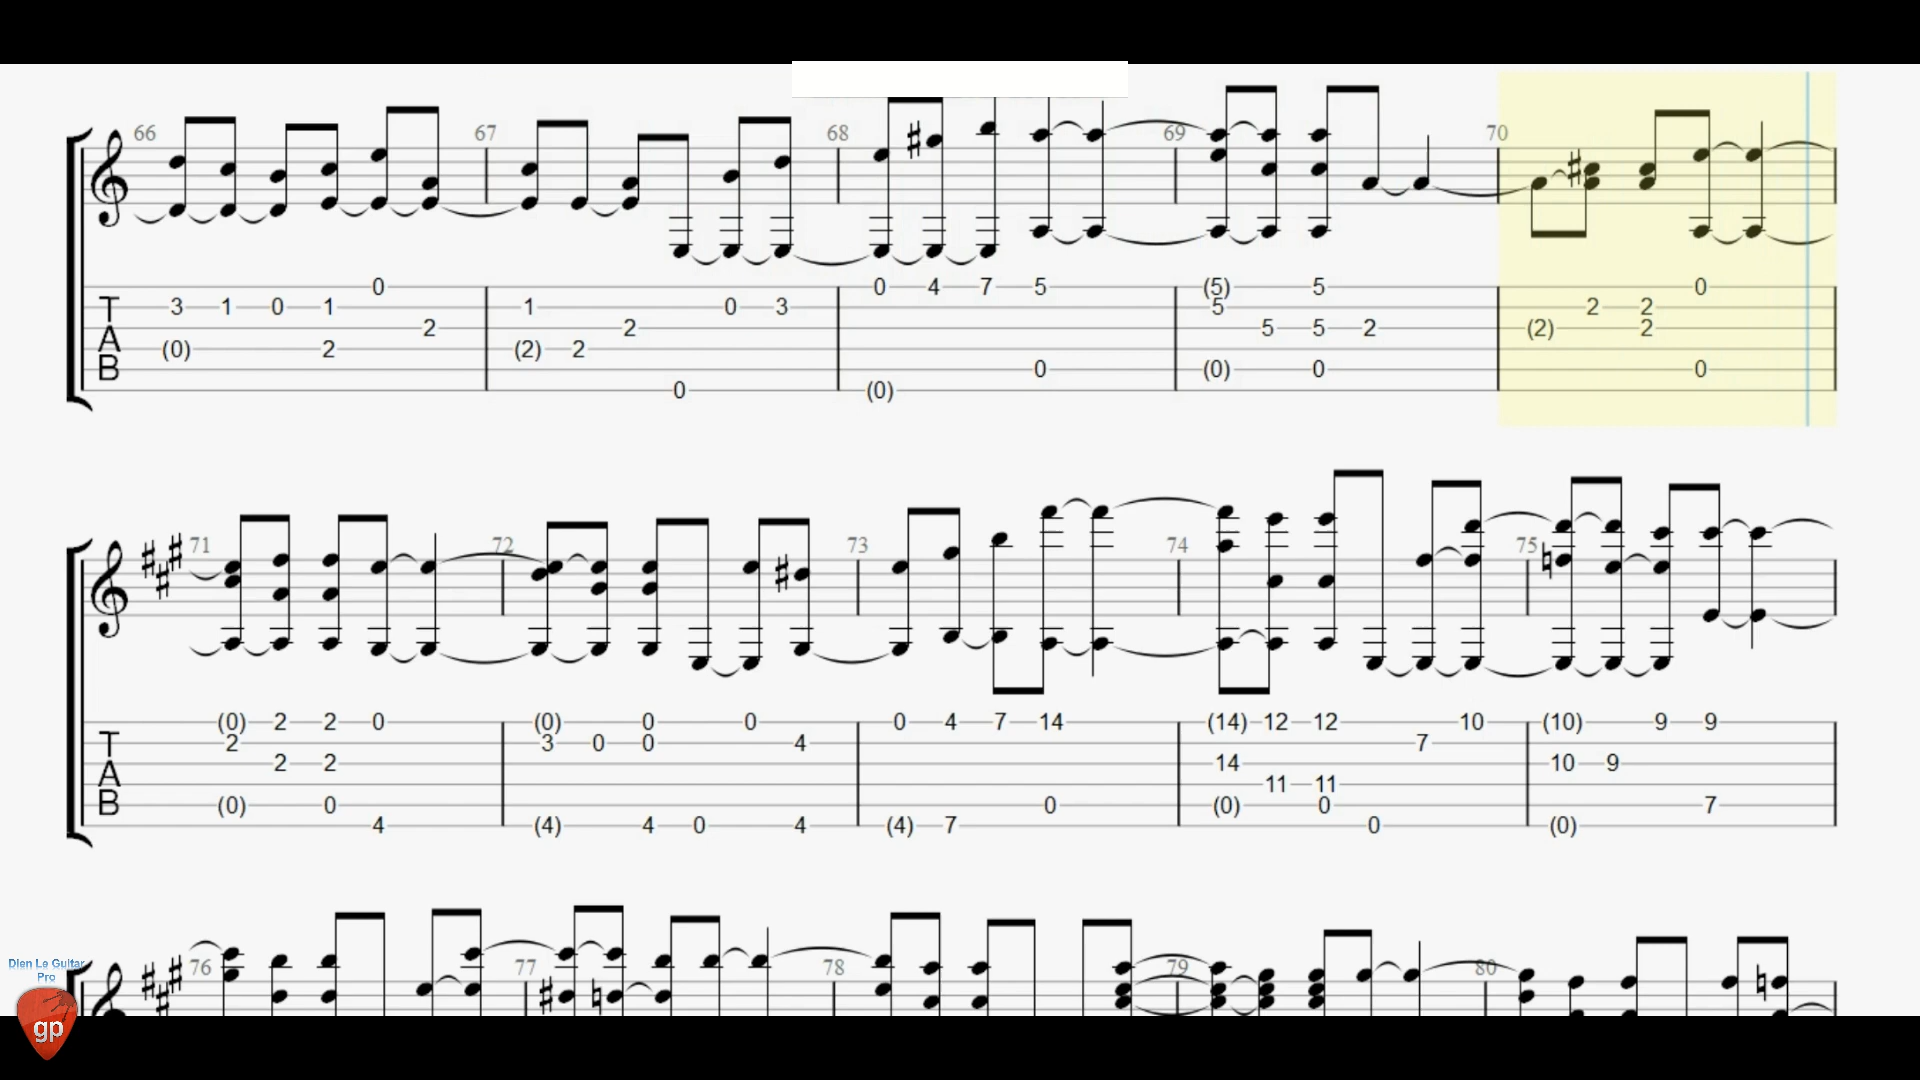 66 67 68 69 70
0 0 4 7 5 (5) 5 0
T 3 1 0 1 1 0 3 5 2 2
A 2 2 5 5 2 (2) 2
(0) 2 (2) 2
B 0 (0) 0 0
0 (0)
71 72 73 74 75
(0) 2 2 0 (0) 0 0 0 4 7 14 (14) 12 12 10 (10) 9 9
T 2 3 0 0 4 7
A 2 2 14 10 9
11 11
B (0) 0 0 (0) 0 7
4 (4) 4 0 4 (4) 7 0 (0)
76 77 78 79 80
Dien Le Guitar
Pro
gp